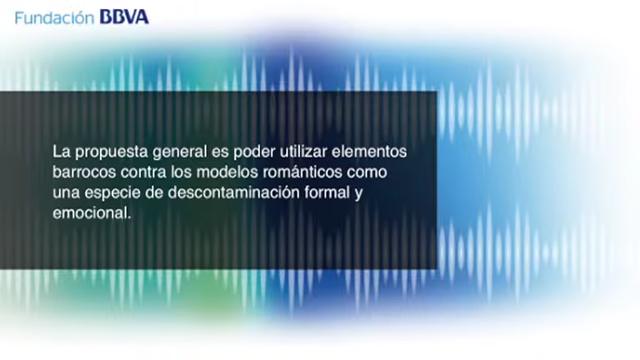 Fundación BBVA
La propuesta general es poder utilizar elementos
barrocos contra los modelos románticos como
una especie de descontaminación formal y
emocional.